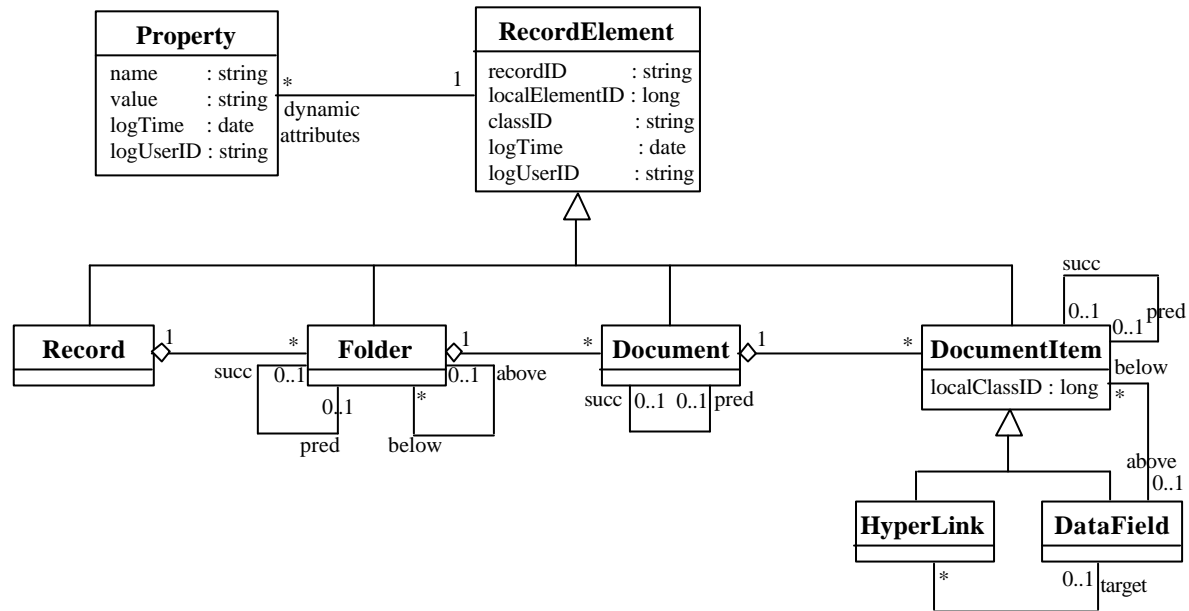 Property
name : string
value : string
logTime : date
logUserID : string
*
dynamic
attributes
1
RecordElement
recordID : string
localElementID : long
classID : string
logTime : date
logUserID : string
Record
1
*
Folder
succ
0..1
0..1
pred
1
0..1
above
*
below
*
Document
succ
0..1
0..1
pred
1
*
DocumentItem
localClassID : long
succ
0..1
0..1
pred
below
*
above
0..1
HyperLink
*
DataField
0..1
target